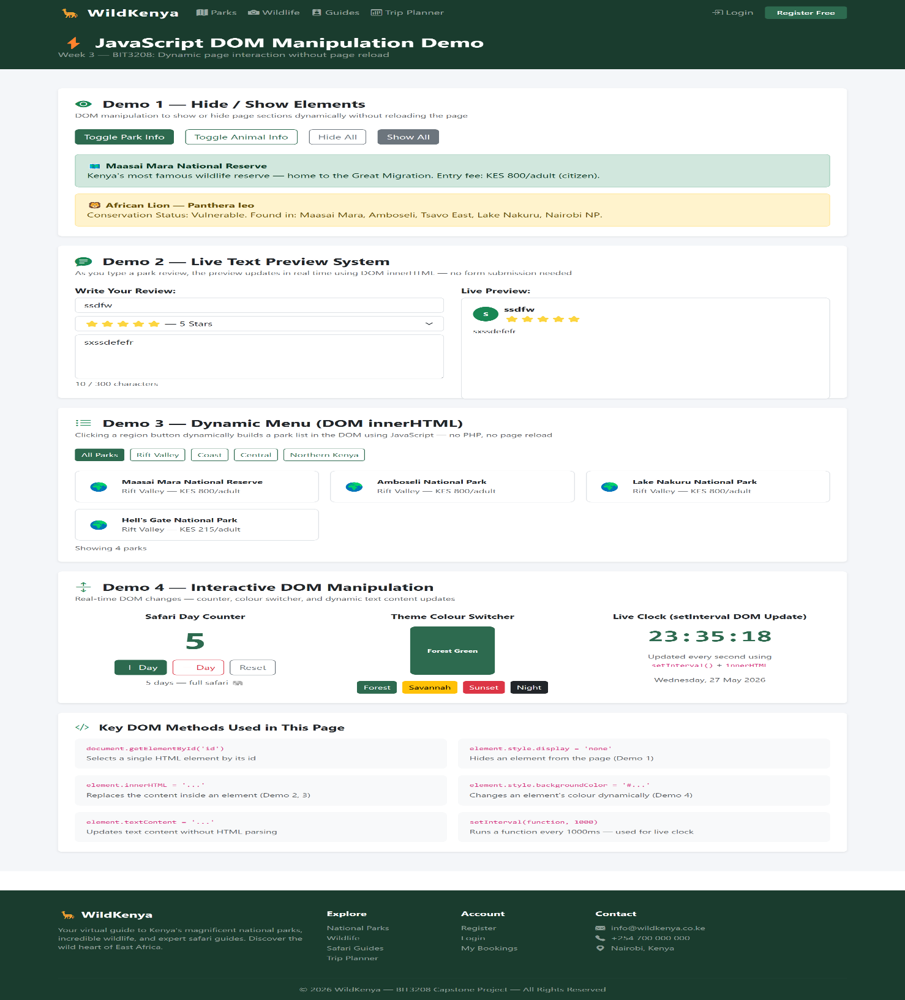 WildKenya Parks Wildlife Guides Trip Planner Login Register Free
JavaScript DOM Manipulation Demo
Week 3 — BIT3208: Dynamic page interaction without page reload
Demo 1 — Hide / Show Elements
DOM manipulation to show or hide page sections dynamically without reloading the page
Toggle Park Info Toggle Animal Info Hide All Show All
Maasai Mara National Reserve
Kenya's most famous wildlife reserve — home to the Great Migration. Entry fee: KES 800/adult (citizen).
African Lion — Panthera leo
Conservation Status: Vulnerable. Found in: Maasai Mara, Amboseli, Tsavo East, Lake Nakuru, Nairobi NP.
Demo 2 — Live Text Preview System
As you type a park review, the preview updates in real time using DOM innerHTML — no form submission needed
Write Your Review:
ssdfw
— 5 Stars
sxssdefefr
10 / 300 characters
Live Preview:
S ssdfw
sxssdefefr
Demo 3 — Dynamic Menu (DOM innerHTML)
Clicking a region button dynamically builds a park list in the DOM using JavaScript — no PHP, no page reload
All Parks Rift Valley Coast Central Northern Kenya
Maasai Mara National Reserve
Rift Valley — KES 800/adult
Amboseli National Park
Rift Valley — KES 800/adult
Lake Nakuru National Park
Rift Valley — KES 800/adult
Hell's Gate National Park
Rift Valley — KES 215/adult
Showing 4 parks
Demo 4 — Interactive DOM Manipulation
Real-time DOM changes — counter, colour switcher, and dynamic text content updates
Safari Day Counter
5
Day Day Reset
5 days — full safari
Theme Colour Switcher
Forest Green
Forest Savannah Sunset Night
Live Clock (setInterval DOM Update)
23:35:18
Updated every second using
setInterval() + innerHTML
Wednesday, 27 May 2026
</> Key DOM Methods Used in This Page
document.getElementById('id')
Selects a single HTML element by its id
element.style.display = 'none'
Hides an element from the page (Demo 1)
element.innerHTML = '...'
Replaces the content inside an element (Demo 2, 3)
element.style.backgroundColor = '#...'
Changes an element's colour dynamically (Demo 4)
element.textContent = '...'
Updates text content without HTML parsing
setInterval(function, 1000)
Runs a function every 1000ms — used for live clock
WildKenya
Your virtual guide to Kenya's magnificent national parks,
incredible wildlife, and expert safari guides. Discover the
wild heart of East Africa.
Explore
National Parks
Wildlife
Safari Guides
Trip Planner
Account
Register
Login
My Bookings
Contact
info@wildkenya.co.ke
+254 700 000 000
Nairobi, Kenya
© 2026 WildKenya — BIT3208 Capstone Project — All Rights Reserved